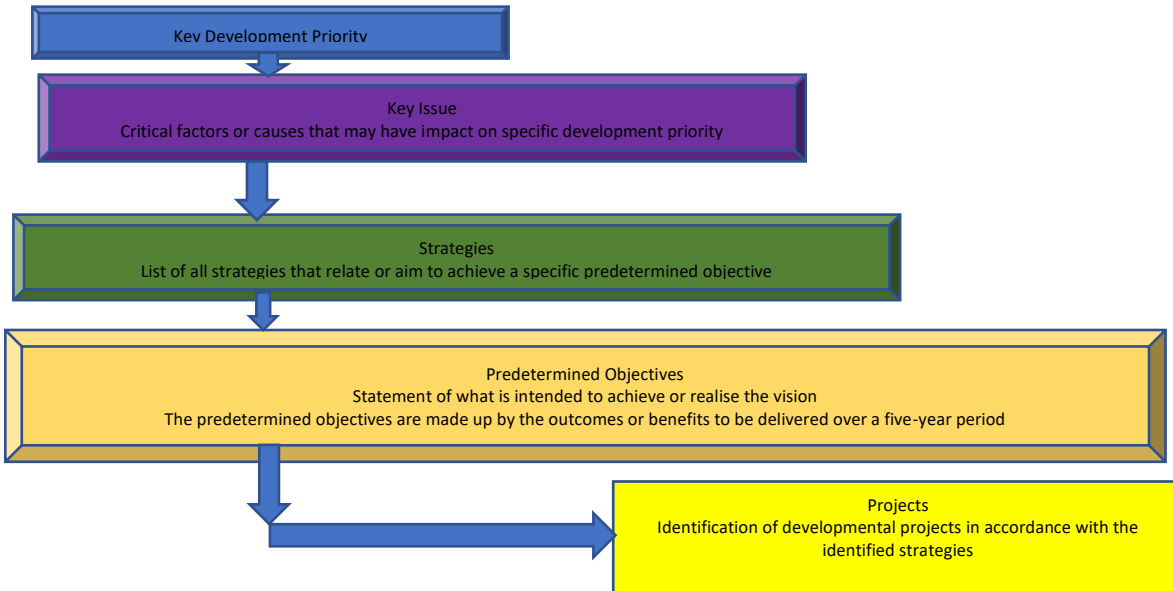 Key Development Priority
Key Issue
Critical factors or causes that may have impact on specific development priority
Strategies
List of all strategies that relate or aim to achieve a specific predetermined objective
Predetermined Objectives
Statement of what is intended to achieve or realise the vision
The predetermined objectives are made up by the outcomes or benefits to be delivered over a five-year period
Projects
Identification of developmental projects in accordance with the
identified strategies